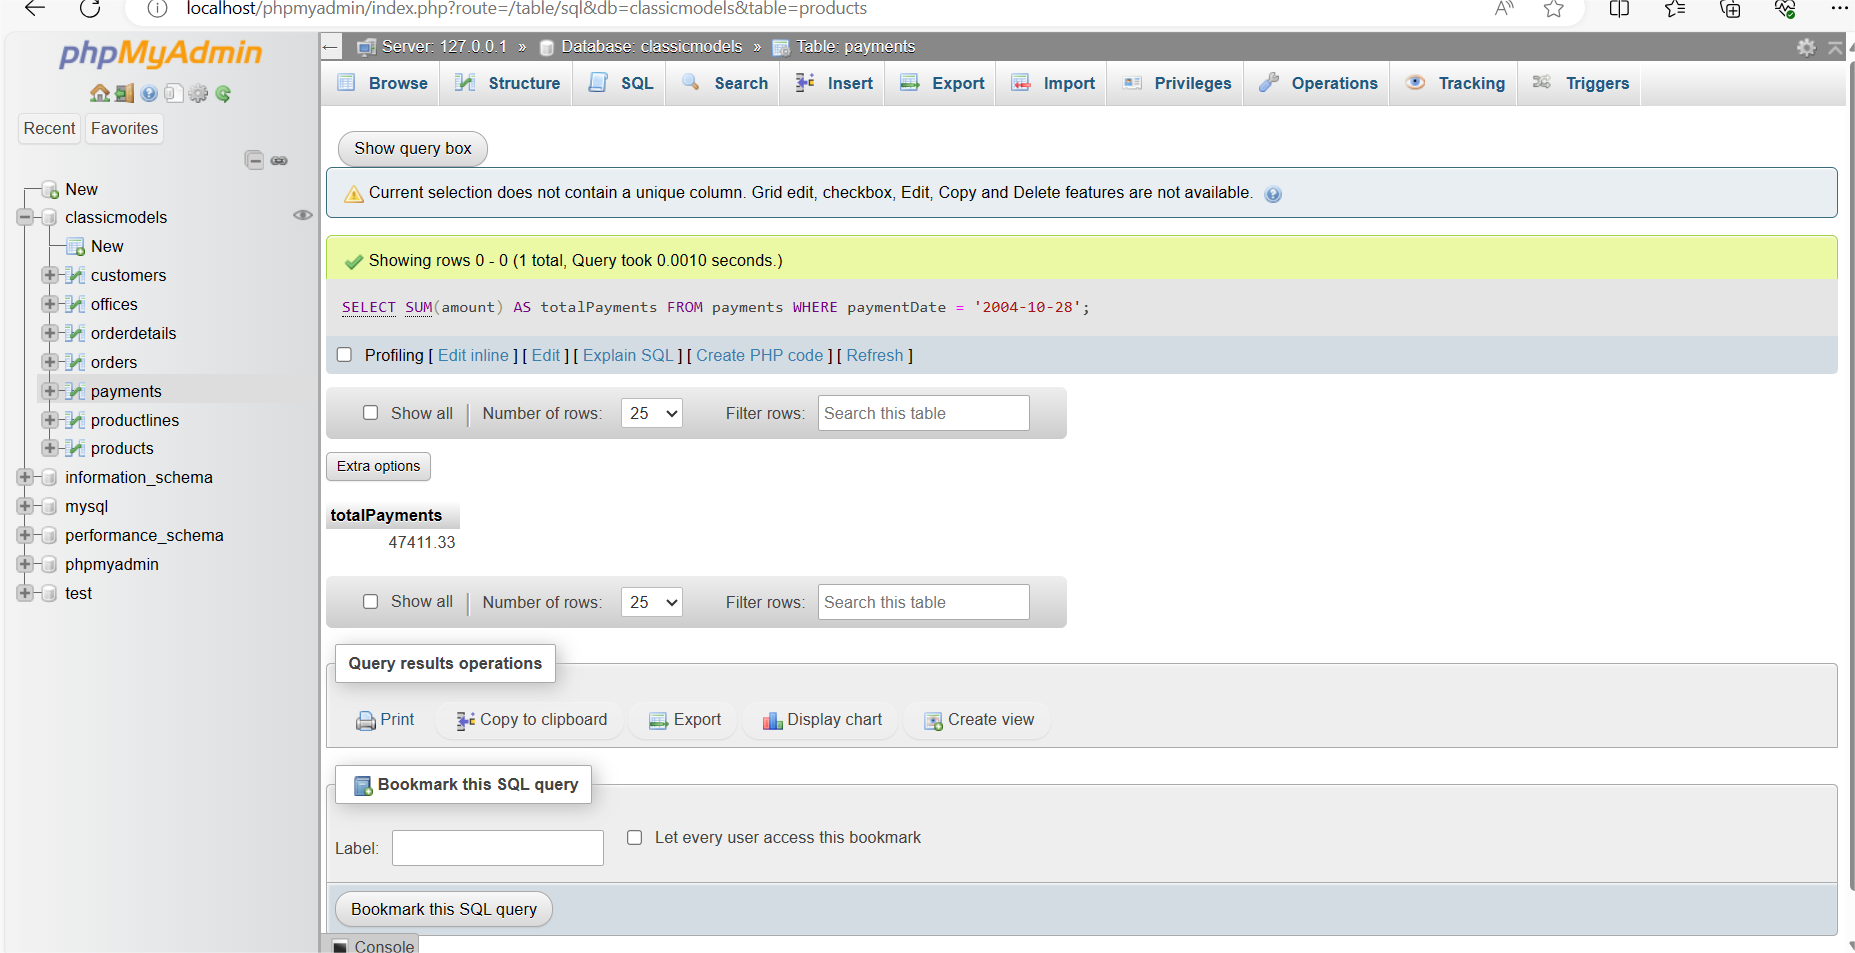 localhost/phpmyadmin/index.php?route=/table/sql&db=classicmodels&table=products
phpMyAdmin
Recent
Favorites
New
classicmodels
New
customers
offices
orderdetails
orders
payments
productlines
products
information_schema
mysql
performance_schema
phpmyadmin
test
Server: 127.0.0.1 » Database: classicmodels » Table: payments
Browse Structure SQL Search Insert Export Import Privileges Operations Tracking Triggers
Show query box
Current selection does not contain a unique column. Grid edit, checkbox, Edit, Copy and Delete features are not available.
Showing rows 0 - 0 (1 total, Query took 0.0010 seconds.)
SELECT SUM(amount) AS totalPayments FROM payments WHERE paymentDate = '2004-10-28';
Profiling [ Edit inline ] [ Edit ] [ Explain SQL ] [ Create PHP code ] [ Refresh ]
Show all | Number of rows: 25 Filter rows: Search this table
Extra options
totalPayments
47411.33
Show all | Number of rows: 25 Filter rows: Search this table
Query results operations
Print Copy to clipboard Export Display chart Create view
Bookmark this SQL query
Label: Let every user access this bookmark
Bookmark this SQL query
Console